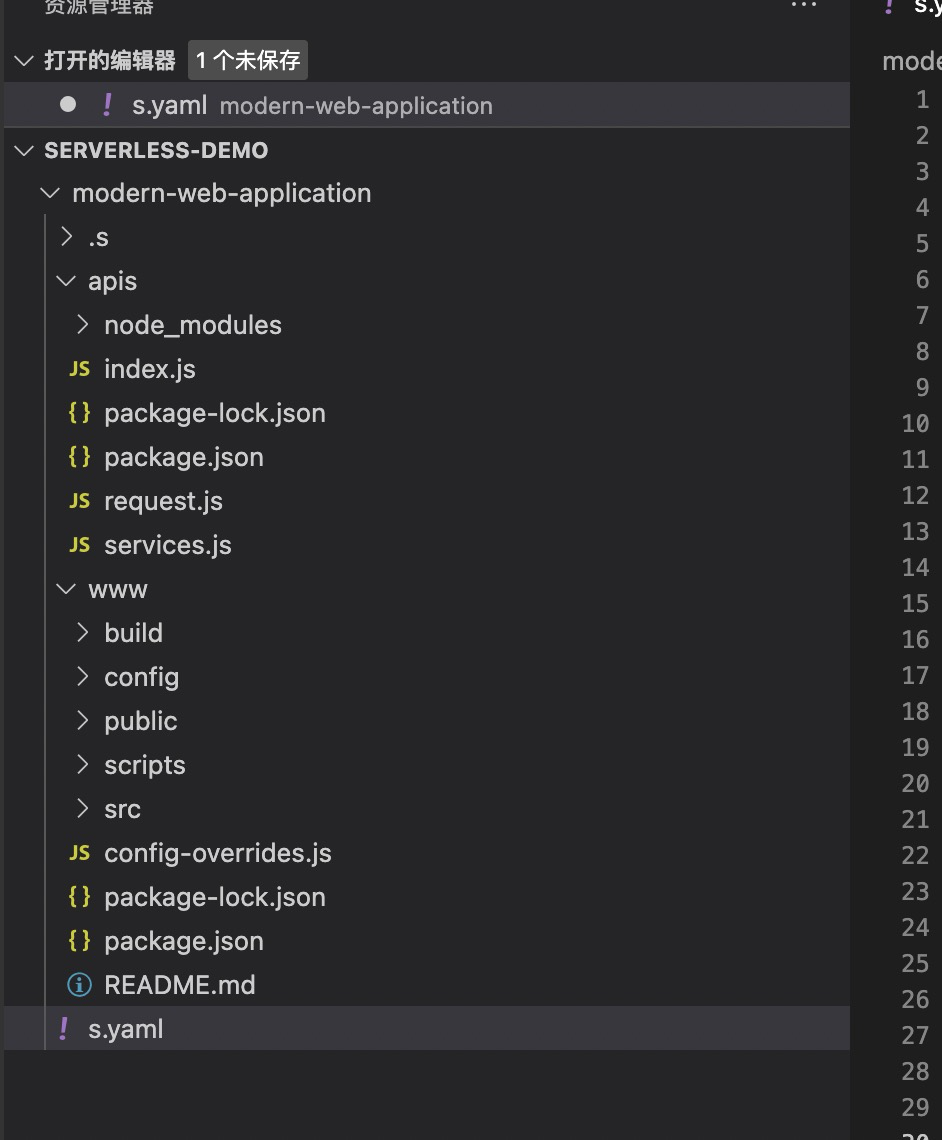 资源管理器
打开的编辑器 1 个未保存
! s.yaml modern-web-application
SERVERLESS-DEMO
modern-web-application
.s
apis
node_modules
JS index.js
{} package-lock.json
{} package.json
JS request.js
JS services.js
www
build
config
public
scripts
src
JS config-overrides.js
{} package-lock.json
{} package.json
README.md
! s.yaml
! s.y
mode
1
2
3
4
5
6
7
8
9
10
11
12
13
14
15
16
17
18
19
20
21
22
23
24
25
26
27
28
29